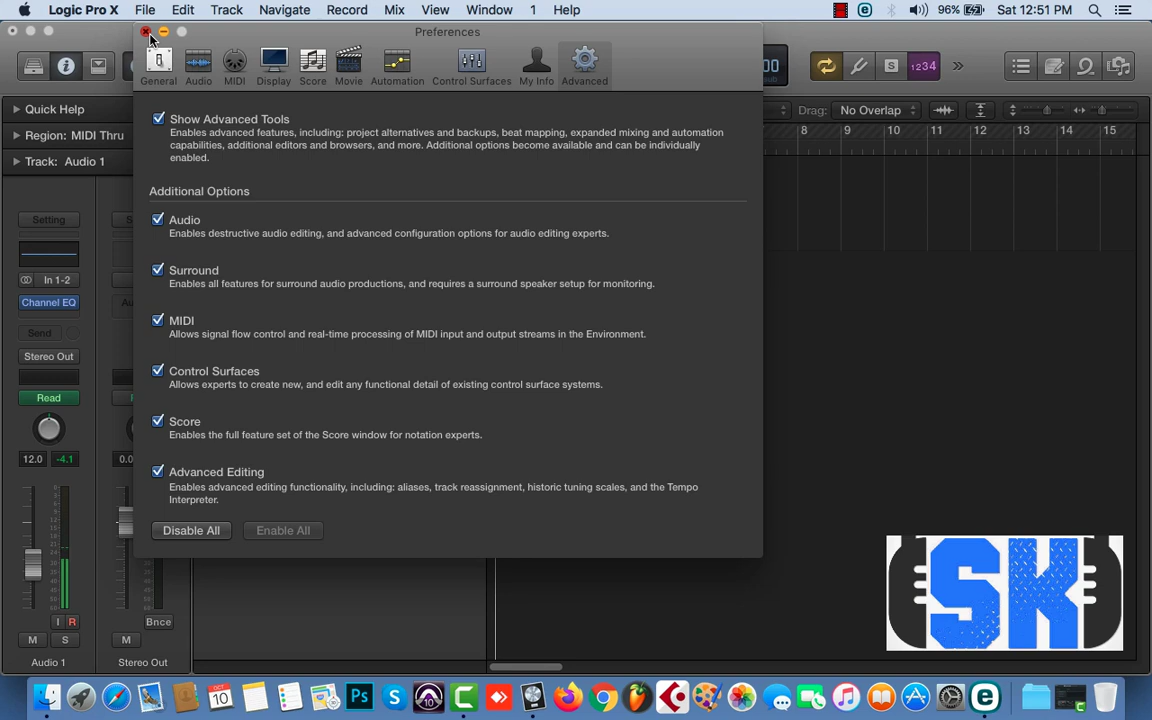 Logic Pro X File Edit Track Navigate Record Mix View Window 1 Help 96% Sat 12:51 PM
Preferences
General Audio MIDI Display Score Movie Automation Control Surfaces My Info Advanced
00
sub
S
1234
Quick Help
Region: MIDI Thru
Track: Audio 1
Drag: No Overlap
8 9 10 11 12 13 14 15
Show Advanced Tools
Enables advanced features, including: project alternatives and backups, beat mapping, expanded mixing and automation
capabilities, additional editors and browsers, and more. Additional options become available and can be individually
enabled.
Additional Options
Audio
Enables destructive audio editing, and advanced configuration options for audio editing experts.
Surround
Enables all features for surround audio productions, and requires a surround speaker setup for monitoring.
MIDI
Allows signal flow control and real-time processing of MIDI input and output streams in the Environment.
Control Surfaces
Allows experts to create new, and edit any functional detail of existing control surface systems.
Score
Enables the full feature set of the Score window for notation experts.
Advanced Editing
Enables advanced editing functionality, including: aliases, track reassignment, historic tuning scales, and the Tempo
Interpreter.
Disable All Enable All
Setting
In 1-2
Channel EQ
Send
Stereo Out
Read
12.0 -4.1 0.0
I R Bnce
M S M
Audio 1 Stereo Out
SK
OCT
10
Ps
S
10